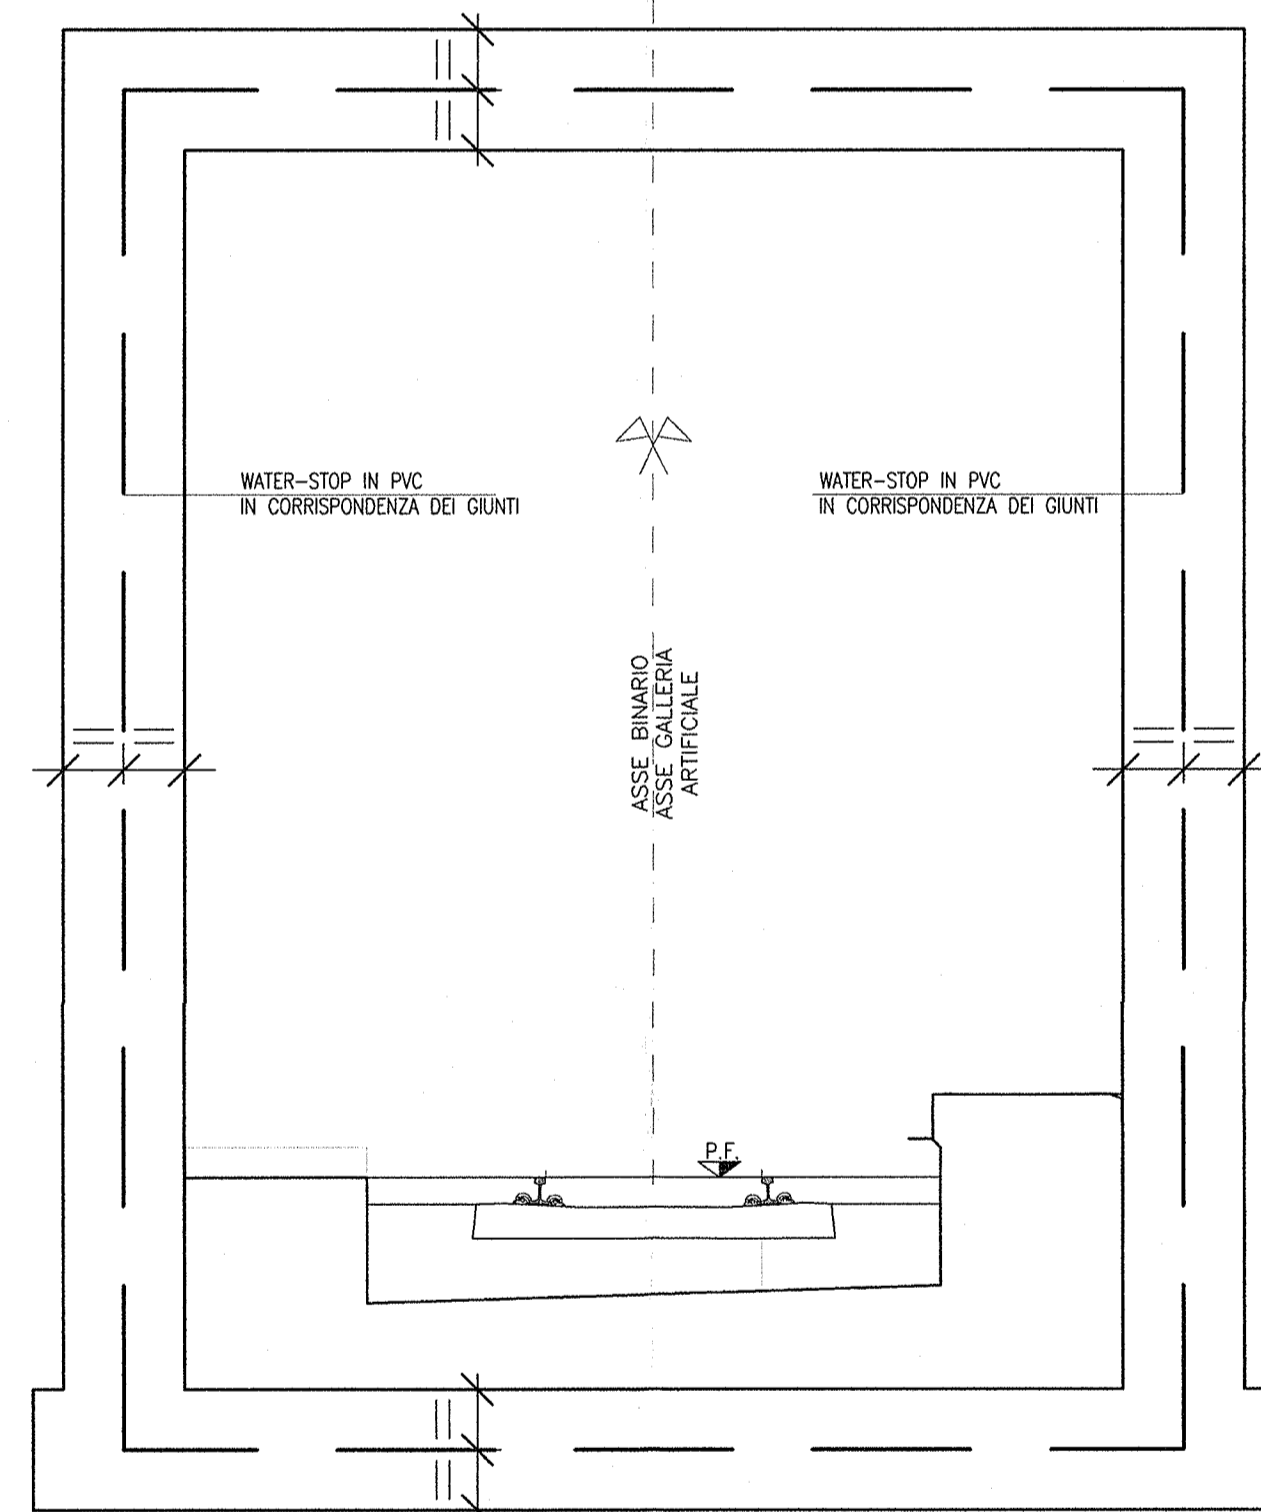 WATER-STOP IN PVC
IN CORRISPONDENZA DEI GIUNTI
WATER-STOP IN PVC
IN CORRISPONDENZA DEI GIUNTI
ASSE BINARIO
ASSE GALLERIA
ARTIFICIALE
P.F.